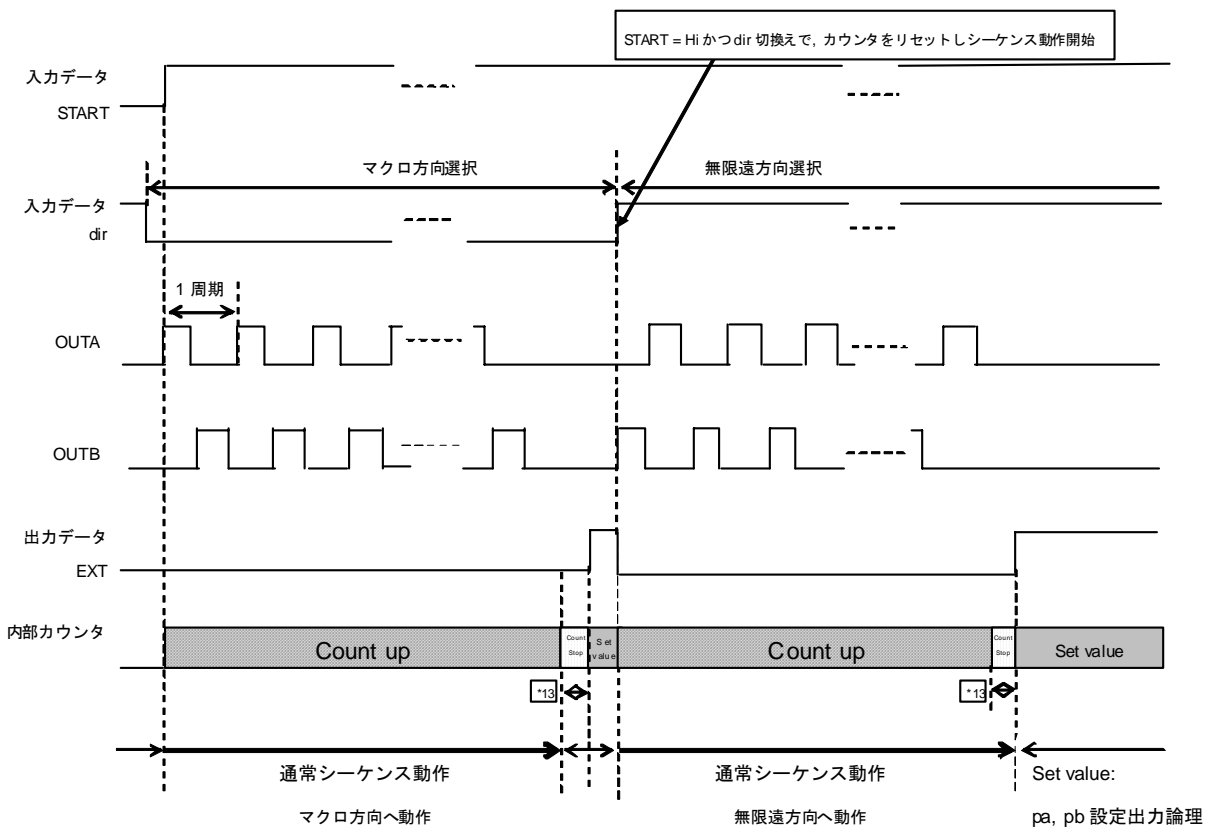 START = Hi かつ dir 切換えで, カウンタをリセットしシーケンス動作開始
入力データ
START
マクロ方向選択
無限遠方向選択
入力データ
dir
1 周期
OUTA
OUTB
出力データ
EXT
内部カウンタ
Count up
Count
Stop
Set
value
Count up
Count
Stop
Set value
*13
*13
通常シーケンス動作
通常シーケンス動作
Set value:
マクロ方向へ動作
無限遠方向へ動作
pa, pb 設定出力論理